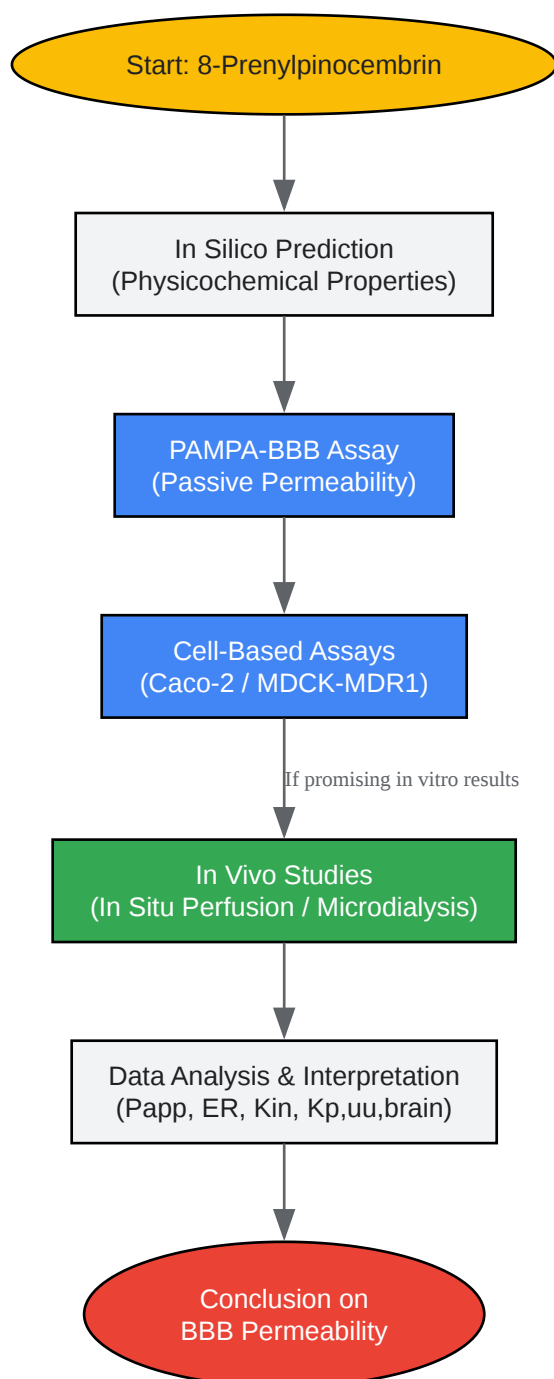 Start: 8-Prenylpinocembrin
In Silico Prediction
(Physicochemical Properties)
PAMPA-BBB Assay
(Passive Permeability)
Cell-Based Assays
(Caco-2 / MDCK-MDR1)
If promising in vitro results
In Vivo Studies
(In Situ Perfusion / Microdialysis)
Data Analysis & Interpretation
(Papp, ER, Kin, Kp,uu,brain)
Conclusion on
BBB Permeability